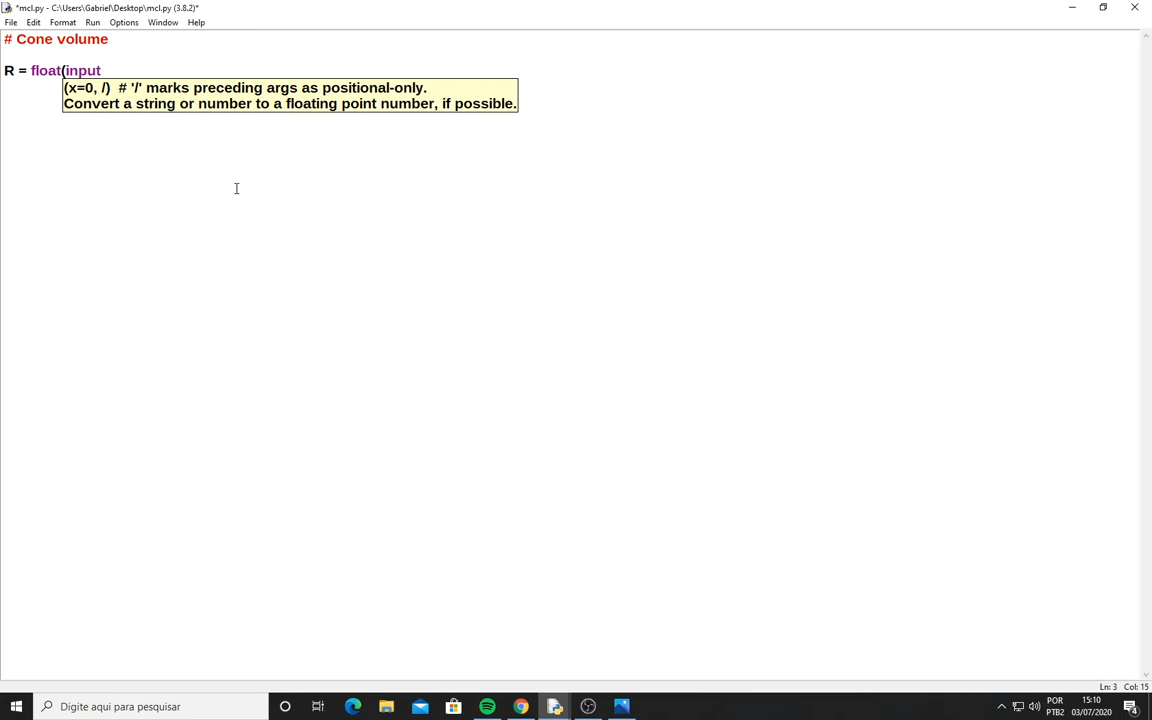 *mcl.py - C:\Users\Gabriel\Desktop\mcl.py (3.8.2)*
File Edit Format Run Options Window Help
# Cone volume
R = float(input
(x=0, /) # '/' marks preceding args as positional-only.
Convert a string or number to a floating point number, if possible.
Ln: 3 Col: 15
Digite aqui para pesquisar
POR
PTB2
15:10
03/07/2020
4